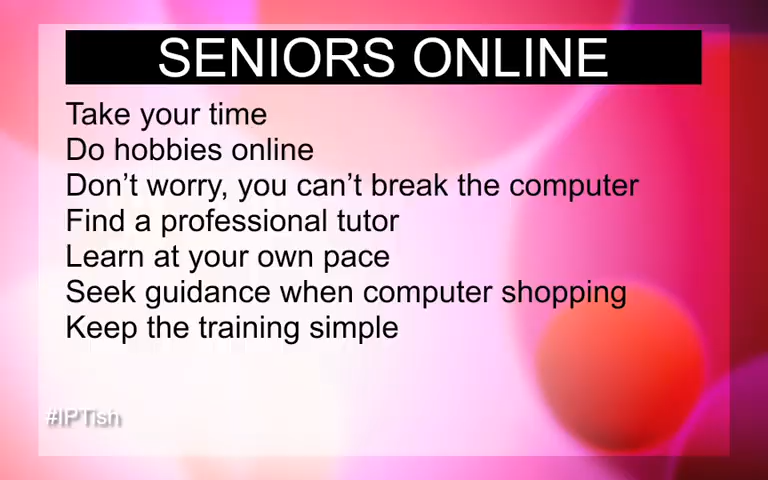 SENIORS ONLINE
Take your time
Do hobbies online
Don’t worry, you can’t break the computer
Find a professional tutor
Learn at your own pace
Seek guidance when computer shopping
Keep the training simple
#IPTish